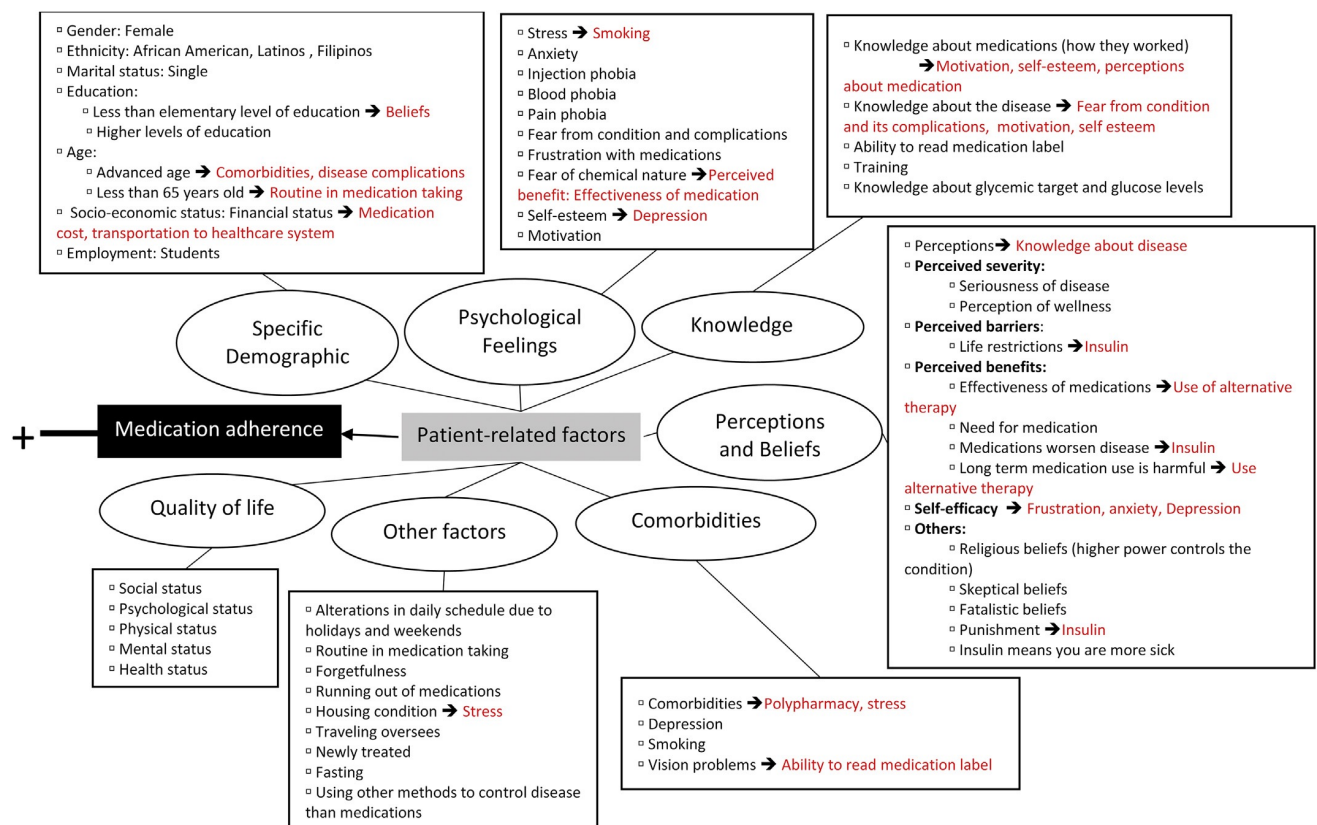 ▫ Gender: Female
▫ Ethnicity: African American, Latinos , Filipinos
▫ Marital status: Single
▫ Education:
▫ Less than elementary level of education ➔ Beliefs
▫ Higher levels of education
▫ Age:
▫ Advanced age ➔ Comorbidities, disease complications
▫ Less than 65 years old ➔ Routine in medication taking
▫ Socio-economic status: Financial status ➔ Medication
cost, transportation to healthcare system
▫ Employment: Students
▫ Stress ➔ Smoking
▫ Anxiety
▫ Injection phobia
▫ Blood phobia
▫ Pain phobia
▫ Fear from condition and complications
▫ Frustration with medications
▫ Fear of chemical nature ➔Perceived
benefit: Effectiveness of medication
▫ Self-esteem ➔ Depression
▫ Motivation
▫ Knowledge about medications (how they worked)
➔Motivation, self-esteem, perceptions
about medication
▫ Knowledge about the disease ➔ Fear from condition
and its complications, motivation, self esteem
▫ Ability to read medication label
▫ Training
▫ Knowledge about glycemic target and glucose levels
▫ Perceptions➔ Knowledge about disease
▫ Perceived severity:
▫ Seriousness of disease
▫ Perception of wellness
▫ Perceived barriers:
▫ Life restrictions ➔Insulin
▫ Perceived benefits:
▫ Effectiveness of medications ➔Use of alternative
therapy
▫ Need for medication
▫ Medications worsen disease ➔Insulin
▫ Long term medication use is harmful ➔ Use
alternative therapy
▫ Self-efficacy ➔ Frustration, anxiety, Depression
▫ Others:
▫ Religious beliefs (higher power controls the
condition)
▫ Skeptical beliefs
▫ Fatalistic beliefs
▫ Punishment ➔Insulin
▫ Insulin means you are more sick
Specific
Demographic
Psychological
Feelings
Knowledge
+
Medication adherence
Patient-related factors
Perceptions
and Beliefs
Quality of life
Other factors
Comorbidities
▫ Social status
▫ Psychological status
▫ Physical status
▫ Mental status
▫ Health status
▫ Alterations in daily schedule due to
holidays and weekends
▫ Routine in medication taking
▫ Forgetfulness
▫ Running out of medications
▫ Housing condition ➔ Stress
▫ Traveling oversees
▫ Newly treated
▫ Fasting
▫ Using other methods to control disease
than medications
▫ Comorbidities ➔Polypharmacy, stress
▫ Depression
▫ Smoking
▫ Vision problems ➔ Ability to read medication label